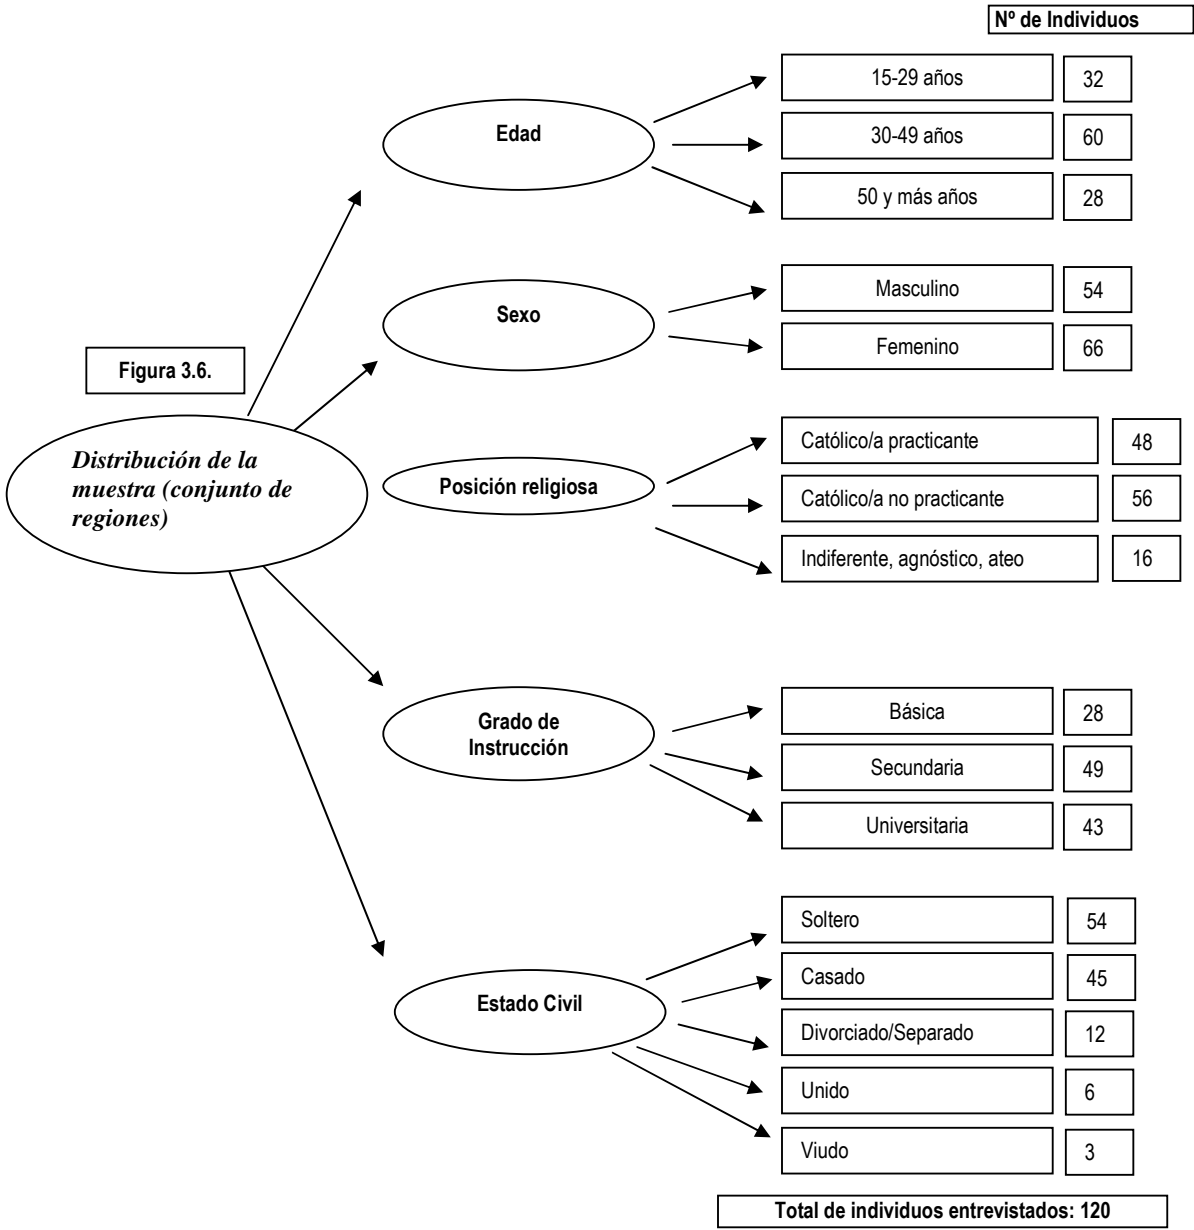 Nº de Individuos
15-29 años
32
Edad
30-49 años
60
50 y más años
28
Masculino
54
Sexo
Femenino
66
Figura 3.6.
Distribución de la
muestra (conjunto de
regiones)
Católico/a practicante
48
Posición religiosa
Católico/a no practicante
56
Indiferente, agnóstico, ateo
16
Grado de
Instrucción
Básica
28
Secundaria
49
Universitaria
43
Soltero
54
Estado Civil
Casado
45
Divorciado/Separado
12
Unido
6
Viudo
3
Total de individuos entrevistados: 120